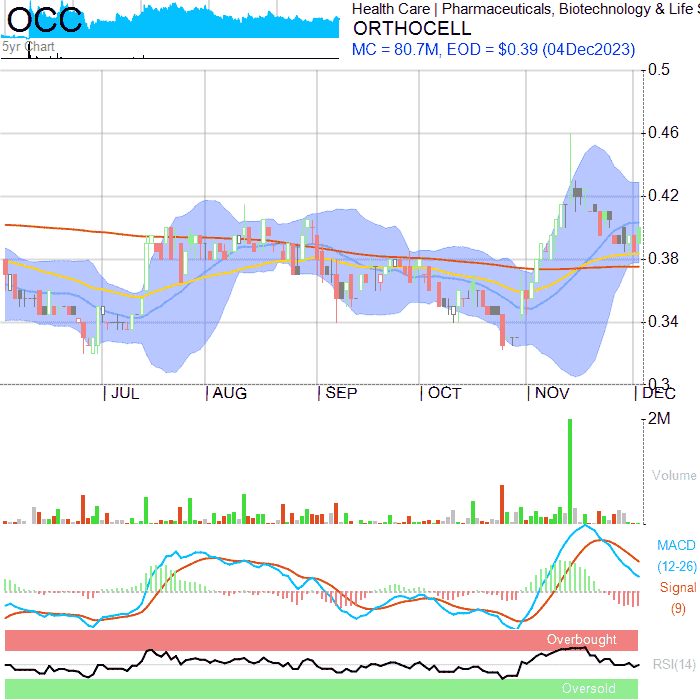 OCC
5yr Chart
Health Care | Pharmaceuticals, Biotechnology & Life S
ORTHOCELL
MC = 80.7M, EOD = $0.39 (04Dec2023)
0.5
0.46
0.42
0.38
0.34
0.3
JUL AUG SEP OCT NOV DEC
2M
Volume
MACD
(12-26)
Signal
(9)
Overbought
RSI(14)
Oversold